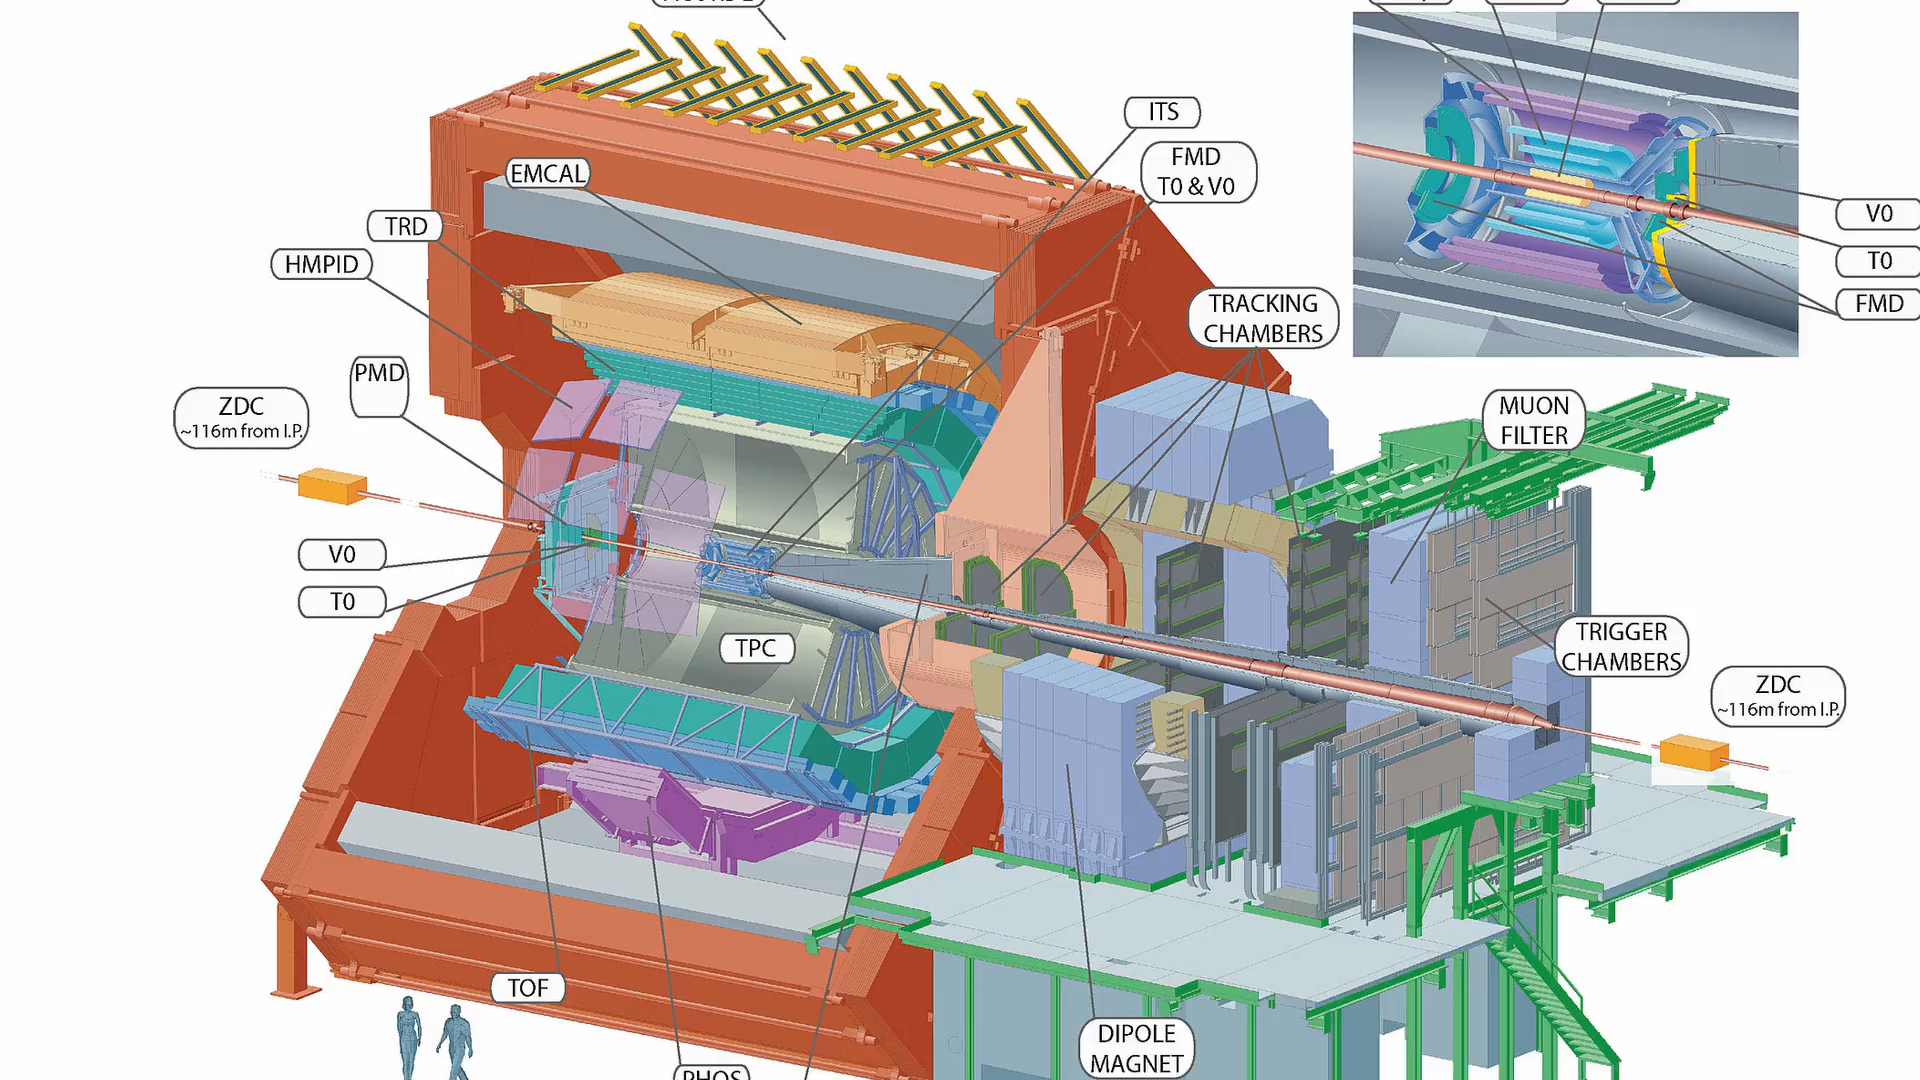 ITS
FMD
T0 & V0
EMCAL
TRD
HMPID
PMD
ZDC
~116m from I.P.
V0
T0
TPC
TRACKING
CHAMBERS
MUON
FILTER
TRIGGER
CHAMBERS
ZDC
~116m from I.P.
V0
T0
FMD
TOF
DIPOLE
MAGNET
PHOS